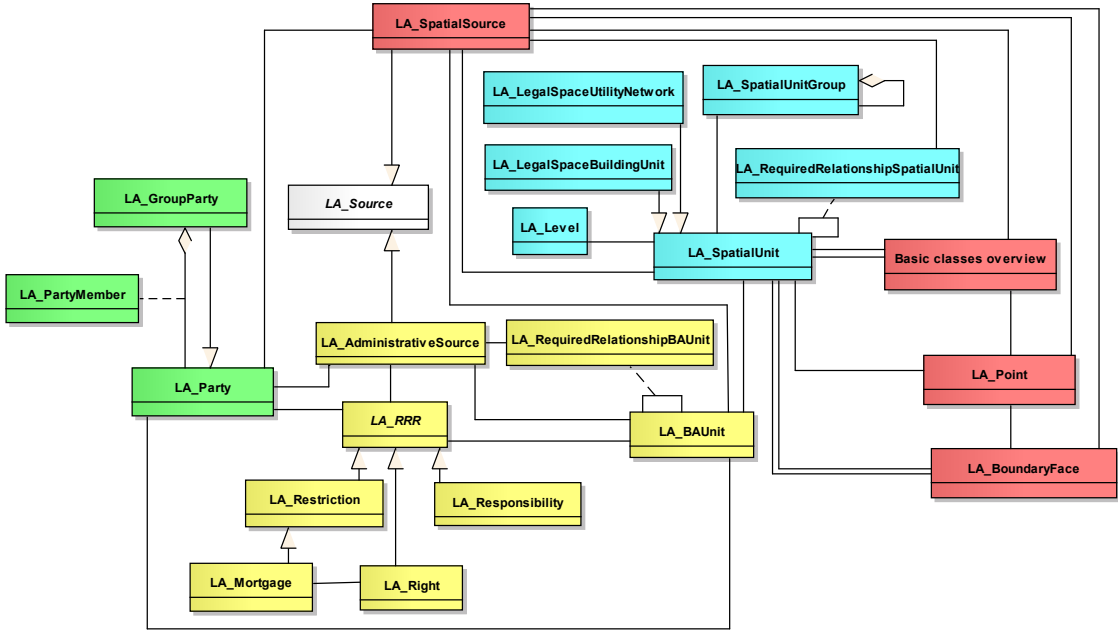 LA_SpatialSource
LA_LegalSpaceUtilityNetwork
LA_SpatialUnitGroup
LA_LegalSpaceBuildingUnit
LA_RequiredRelationshipSpatialUnit
LA_GroupParty
LA_Source
LA_Level
LA_SpatialUnit
Basic classes overview
LA_PartyMember
LA_AdministrativeSource
LA_RequiredRelationshipBAUnit
LA_Party
LA_Point
LA_RRR
LA_BAUnit
LA_BoundaryFace
LA_Restriction
LA_Responsibility
LA_Mortgage
LA_Right